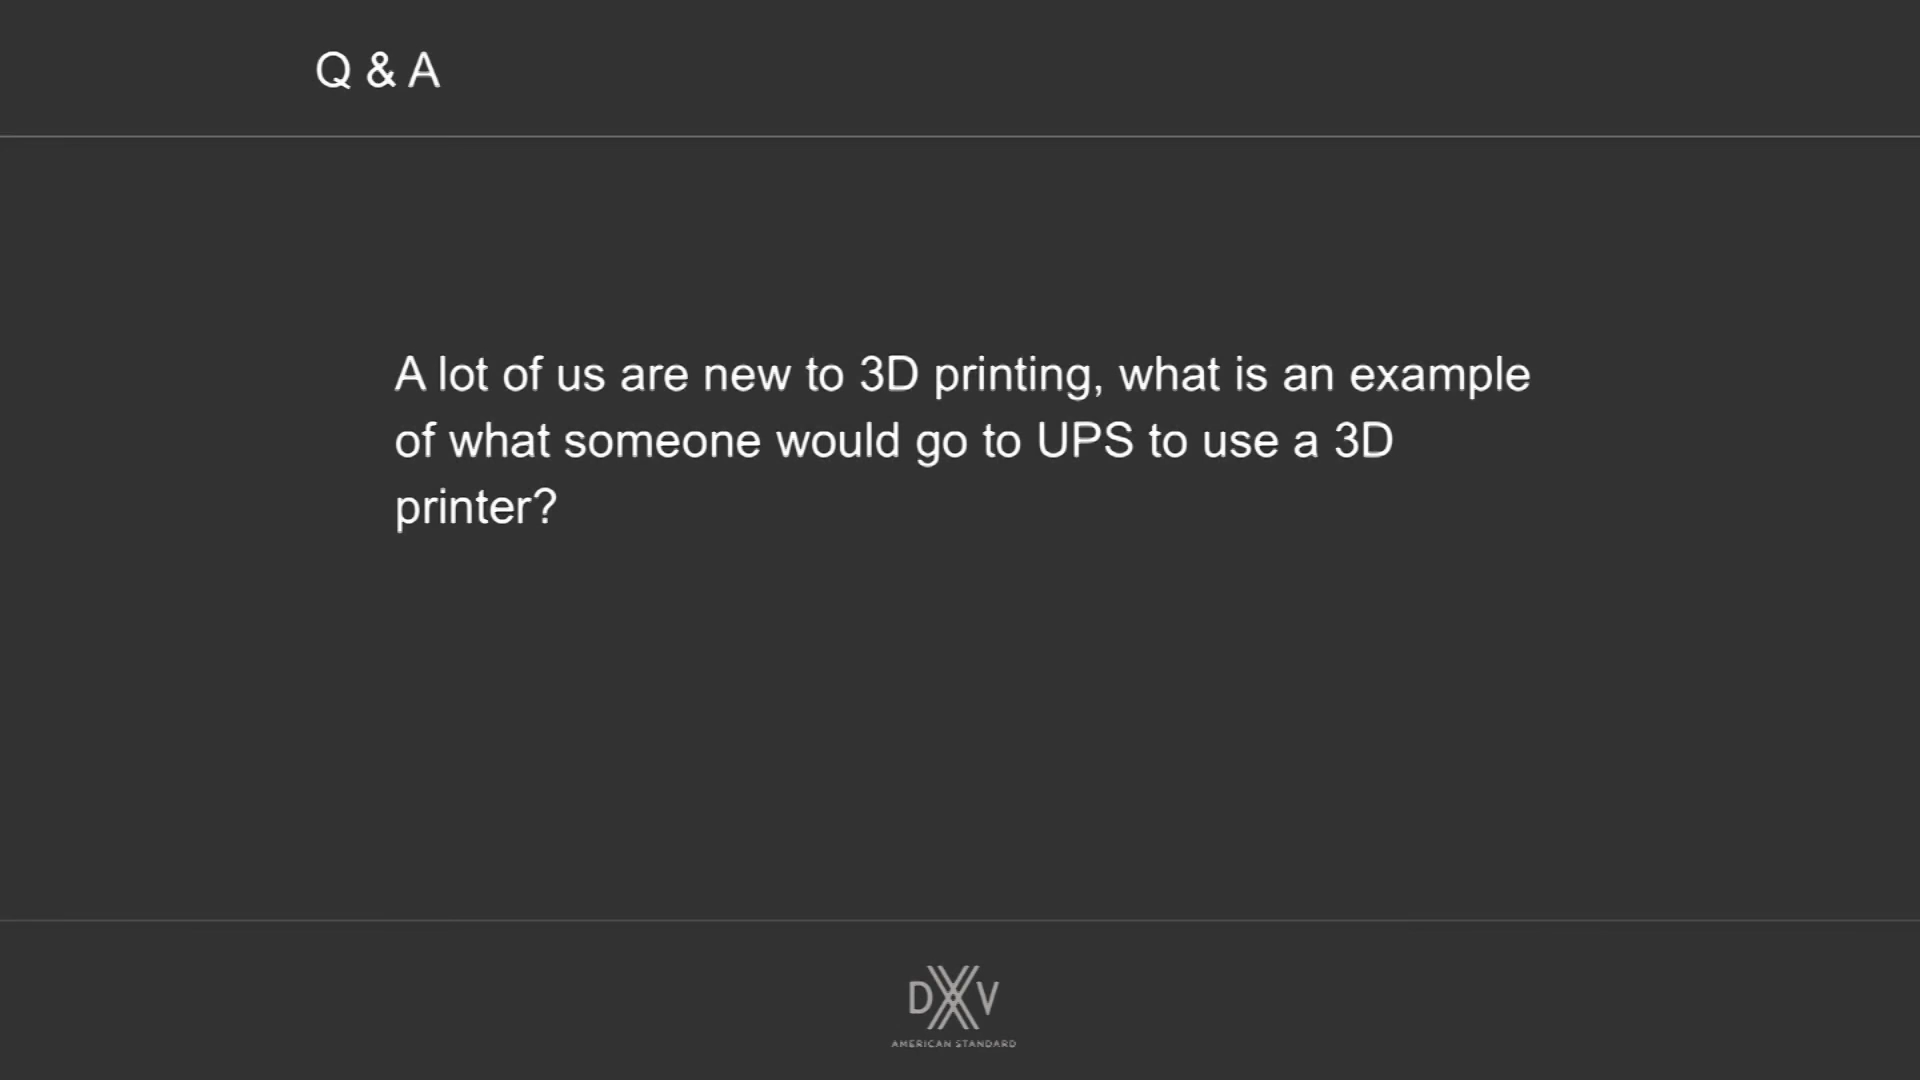 Q & A
A lot of us are new to 3D printing, what is an example
of what someone would go to UPS to use a 3D
printer?
DXV
AMERICAN STANDARD